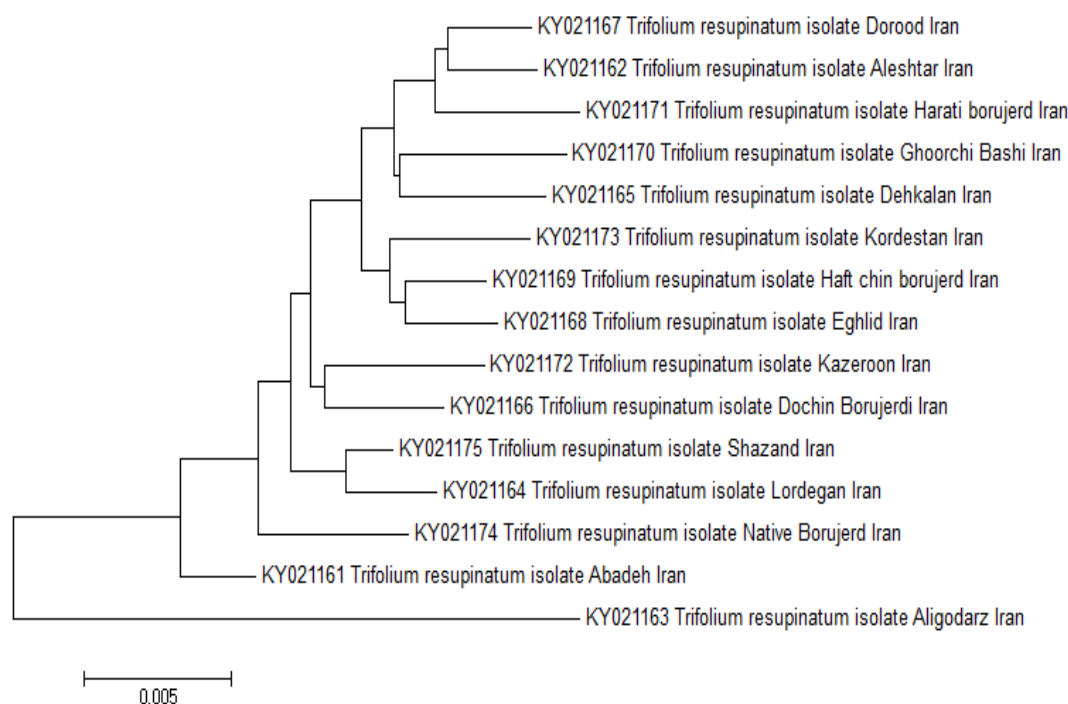 KY021167 Trifolium resupinatum isolate Dorood Iran
KY021162 Trifolium resupinatum isolate Aleshtar Iran
KY021171 Trifolium resupinatum isolate Harati borujerd Iran
KY021170 Trifolium resupinatum isolate Ghoorchi Bashi Iran
KY021165 Trifolium resupinatum isolate Dehkalan Iran
KY021173 Trifolium resupinatum isolate Kordestan Iran
KY021169 Trifolium resupinatum isolate Haft chin borujerd Iran
KY021168 Trifolium resupinatum isolate Eghlid Iran
KY021172 Trifolium resupinatum isolate Kazeroon Iran
KY021166 Trifolium resupinatum isolate Dochin Borujerdi Iran
KY021175 Trifolium resupinatum isolate Shazand Iran
KY021164 Trifolium resupinatum isolate Lordegan Iran
KY021174 Trifolium resupinatum isolate Native Borujerd Iran
KY021161 Trifolium resupinatum isolate Abadeh Iran
KY021163 Trifolium resupinatum isolate Aligodarz Iran
0.005